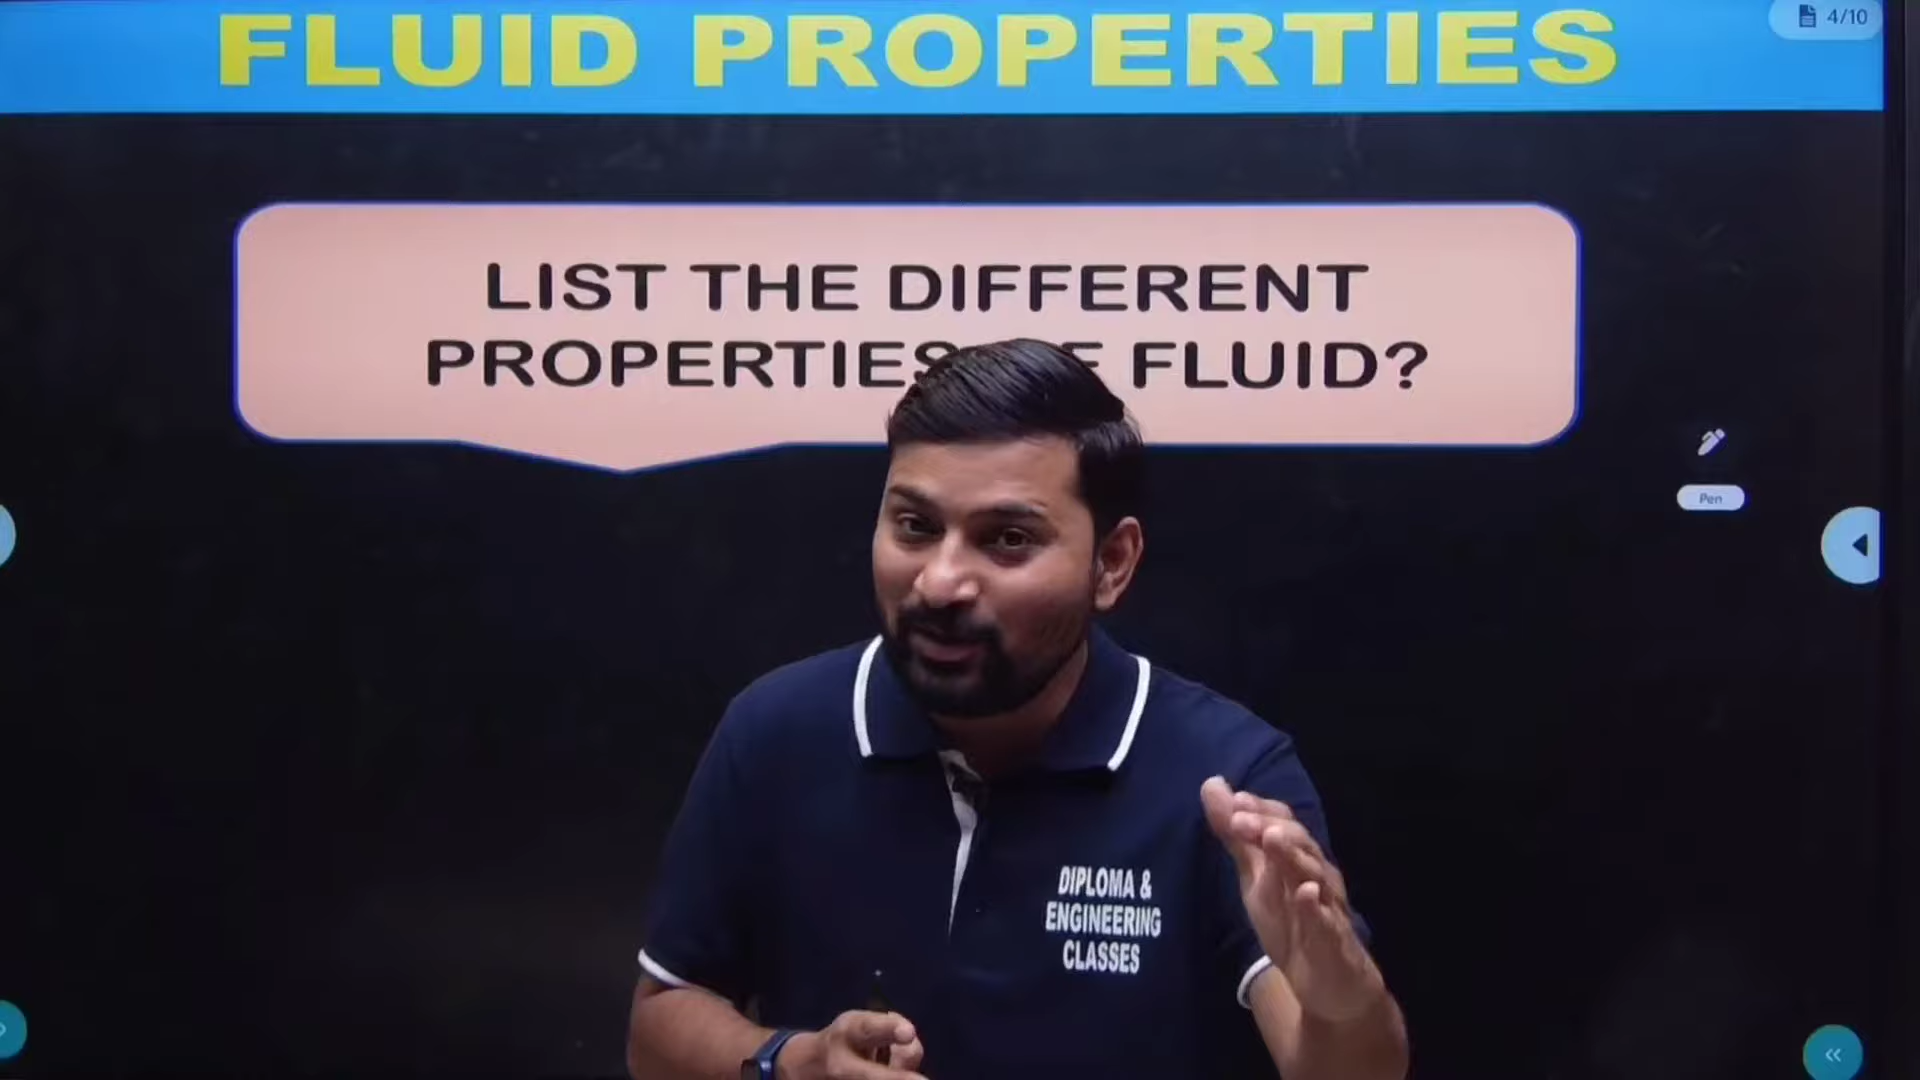 FLUID PROPERTIES
4/10
LIST THE DIFFERENT
PROPERTIES FLUID?
Pen
DIPLOMA &
ENGINEERING
CLASSES